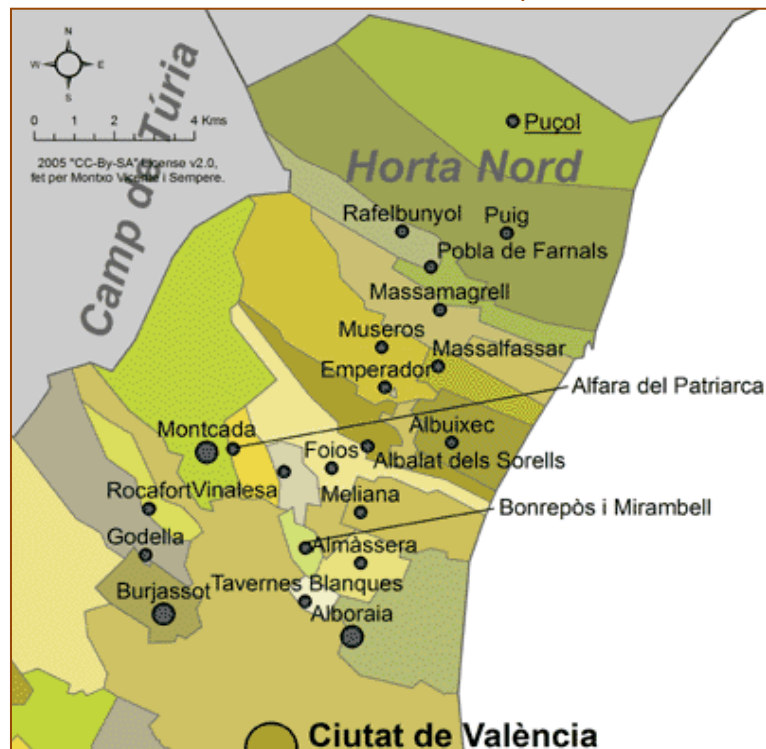 N
W E
S
0 2 4 Kms
2005 "CC-By-SA" License v2.0,
fet per Montxo Vicente i Sempere.
Camp de Túria
Horta Nord
Puçol
Rafelbunyol
Puig
Pobla de Farnals
Massamagrell
Museros
Massalfassar
Emperador
Alfara del Patriarca
Montcada
Albuixec
Foios
Albalat dels Sorells
Rocafort
Vinalesa
Meliana
Bonrepòs i Mirambell
Godella
Almàssera
Burjassot
Tavernes Blanques
Alboraia
Ciutat de València